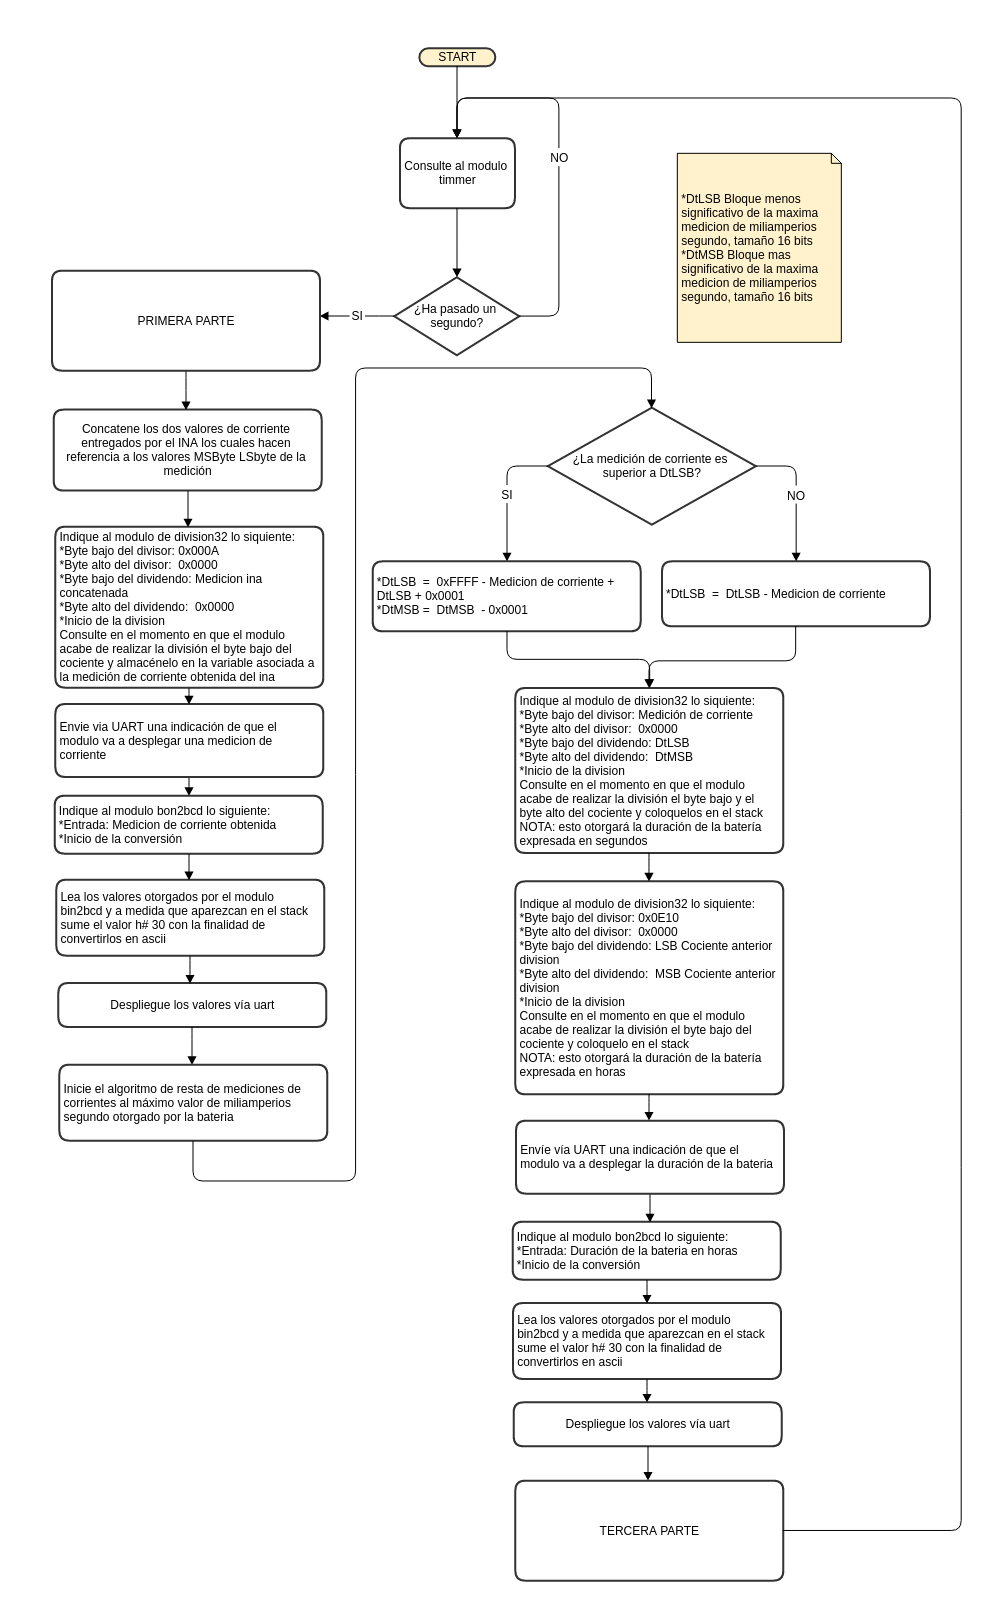 START
Consulte al modulo
timmer
NO
*DtLSB Bloque menos
significativo de la maxima
medicion de miliamperios
segundo, tamaño 16 bits
*DtMSB Bloque mas
significativo de la maxima
medicion de miliamperios
segundo, tamaño 16 bits
¿Ha pasado un
segundo?
SI
PRIMERA PARTE
Concatene los dos valores de corriente
entregados por el INA los cuales hacen
referencia a los valores MSByte LSbyte de la
medición
Indique al modulo de division32 lo siquiente:
*Byte bajo del divisor: 0x000A
*Byte alto del divisor: 0x0000
*Byte bajo del dividendo: Medicion ina
concatenada
*Byte alto del dividendo: 0x0000
*Inicio de la division
Consulte en el momento en que el modulo
acabe de realizar la división el byte bajo del
cociente y almacénelo en la variable asociada a
la medición de corriente obtenida del ina
Envie via UART una indicación de que el
modulo va a desplegar una medicion de
corriente
Indique al modulo bon2bcd lo siguiente:
*Entrada: Medicion de corriente obtenida
*Inicio de la conversión
Lea los valores otorgados por el modulo
bin2bcd y a medida que aparezcan en el stack
sume el valor h# 30 con la finalidad de
convertirlos en ascii
Despliegue los valores vía uart
Inicie el algoritmo de resta de mediciones de
corrientes al máximo valor de miliamperios
segundo otorgado por la bateria
¿La medición de corriente es
superior a DtLSB?
SI
NO
*DtLSB = 0xFFFF - Medicion de corriente +
DtLSB + 0x0001
*DtMSB = DtMSB - 0x0001
*DtLSB = DtLSB - Medicion de corriente
Indique al modulo de division32 lo siquiente:
*Byte bajo del divisor: Medición de corriente
*Byte alto del divisor: 0x0000
*Byte bajo del dividendo: DtLSB
*Byte alto del dividendo: DtMSB
*Inicio de la division
Consulte en el momento en que el modulo
acabe de realizar la división el byte bajo y el
byte alto del cociente y coloquelos en el stack
NOTA: esto otorgará la duración de la batería
expresada en segundos
Indique al modulo de division32 lo siquiente:
*Byte bajo del divisor: 0x0E10
*Byte alto del divisor: 0x0000
*Byte bajo del dividendo: LSB Cociente anterior
division
*Byte alto del dividendo: MSB Cociente anterior
division
*Inicio de la division
Consulte en el momento en que el modulo
acabe de realizar la división el byte bajo del
cociente y coloquelo en el stack
NOTA: esto otorgará la duración de la batería
expresada en horas
Envíe vía UART una indicación de que el
modulo va a desplegar la duración de la bateria
Indique al modulo bon2bcd lo siguiente:
*Entrada: Duración de la bateria en horas
*Inicio de la conversión
Lea los valores otorgados por el modulo
bin2bcd y a medida que aparezcan en el stack
sume el valor h# 30 con la finalidad de
convertirlos en ascii
Despliegue los valores vía uart
TERCERA PARTE